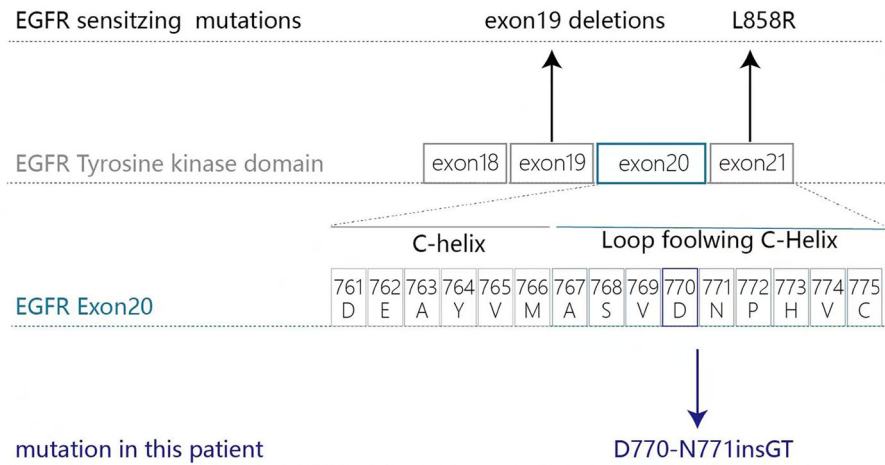 EGFR sensitzing mutations exon19 deletions L858R
EGFR Tyrosine kinase domain exon18 exon19 exon20 exon21
C-helix Loop foolwing C-Helix
761 762 763 764 765 766 767 768 769 770 771 772 773 774 775
EGFR Exon20 D E A Y V M A S V D N P H V C
mutation in this patient D770-N771insGT